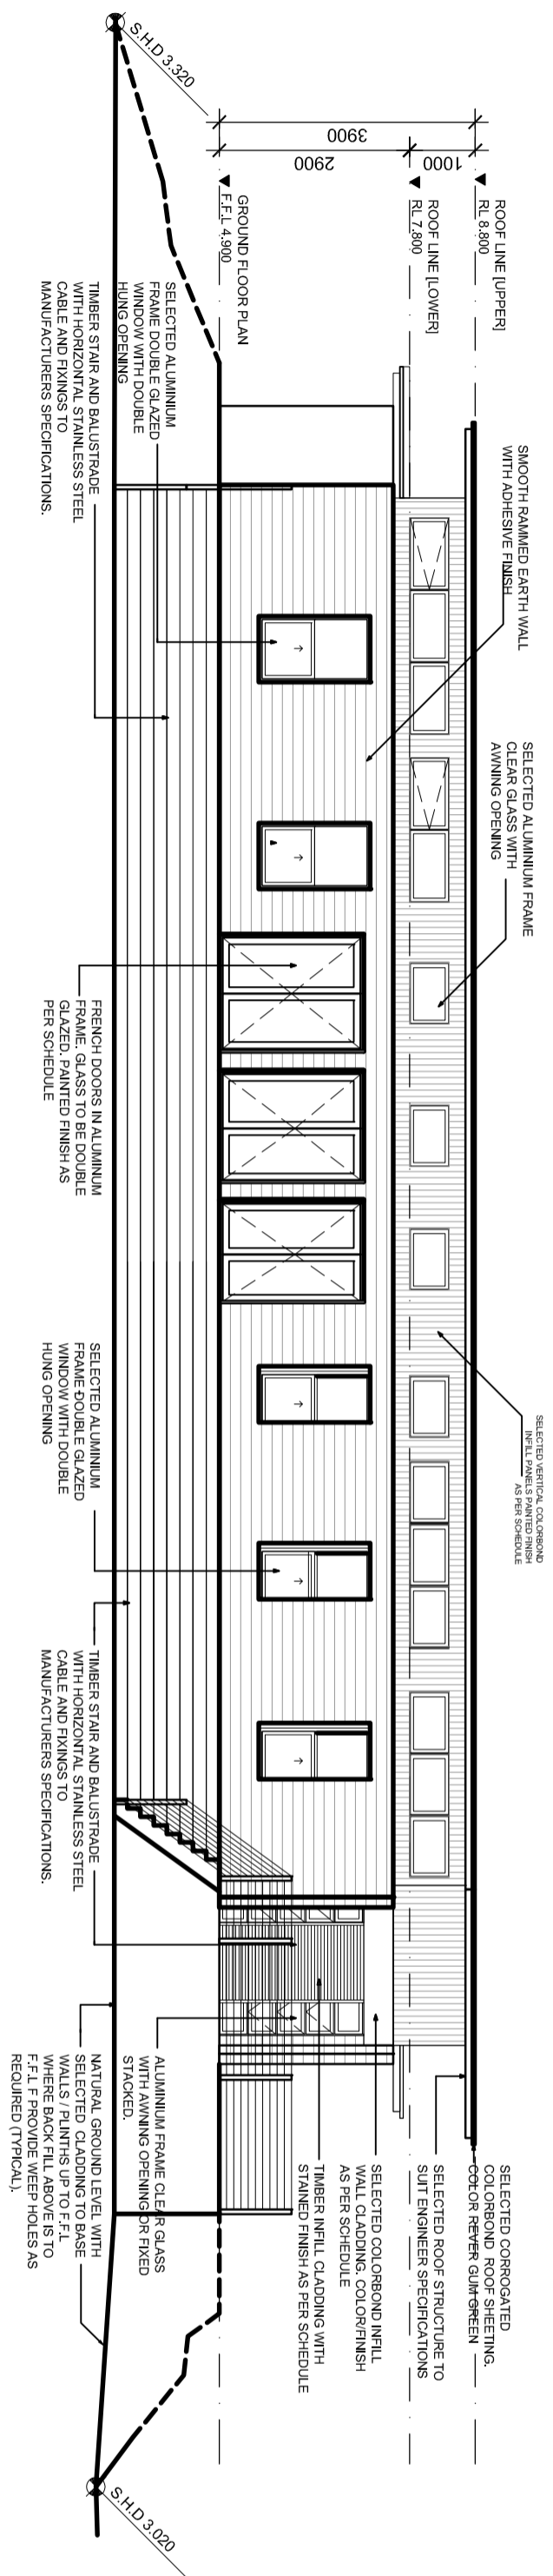 S.H.D 3.320
3900
2900
1000
ROOF LINE [UPPER]
RL 8.800
ROOF LINE [LOWER]
RL 7.800
GROUND FLOOR PLAN
F.F.L 4.900
SMOOTH RAMMED EARTH WALL
WITH ADHESIVE FINISH
SELECTED ALUMINIUM FRAME
CLEAR GLASS WITH
AWNING OPENING
SELECTED VERTICAL COLORBOND
INFILL PANELS PAINTED FINISH
AS PER SCHEDULE
SELECTED CORROGATED
COLORBOND ROOF SHEETING.
COLOR REVER GUM GREEN
SELECTED ROOF STRUCTURE TO
SUIT ENGINEER SPECIFICATIONS
SELECTED COLORBOND INFILL
WALL CLADDING. COLOR/FINISH
AS PER SCHEDULE
TIMBER INFILL CLADDING WITH
STAINED FINISH AS PER SCHEDULE
SELECTED ALUMINIUM
FRAME DOUBLE GLAZED
WINDOW WITH DOUBLE
HUNG OPENING
TIMBER STAIR AND BALUSTRADE
WITH HORIZONTAL STAINLESS STEEL
CABLE AND FIXINGS TO
MANUFACTURERS SPECIFICATIONS.
FRENCH DOORS IN ALUMINUM
FRAME. GLASS TO BE DOUBLE
GLAZED. PAINTED FINISH AS
PER SCHEDULE
SELECTED ALUMINIUM
FRAME DOUBLE GLAZED
WINDOW WITH DOUBLE
HUNG OPENING
TIMBER STAIR AND BALUSTRADE
WITH HORIZONTAL STAINLESS STEEL
CABLE AND FIXINGS TO
MANUFACTURERS SPECIFICATIONS.
ALUMINIUM FRAME CLEAR GLASS
WITH AWNING OPENING OR FIXED
STACKED.
NATURAL GROUND LEVEL WITH
SELECTED CLADDING TO BASE
WALLS / PLINTHS UP TO F.F.L
WHERE BACK FILL ABOVE IS TO
F.F.L F PROVIDE WEEP HOLES AS
REQUIRED (TYPICAL).
S.H.D 3.020